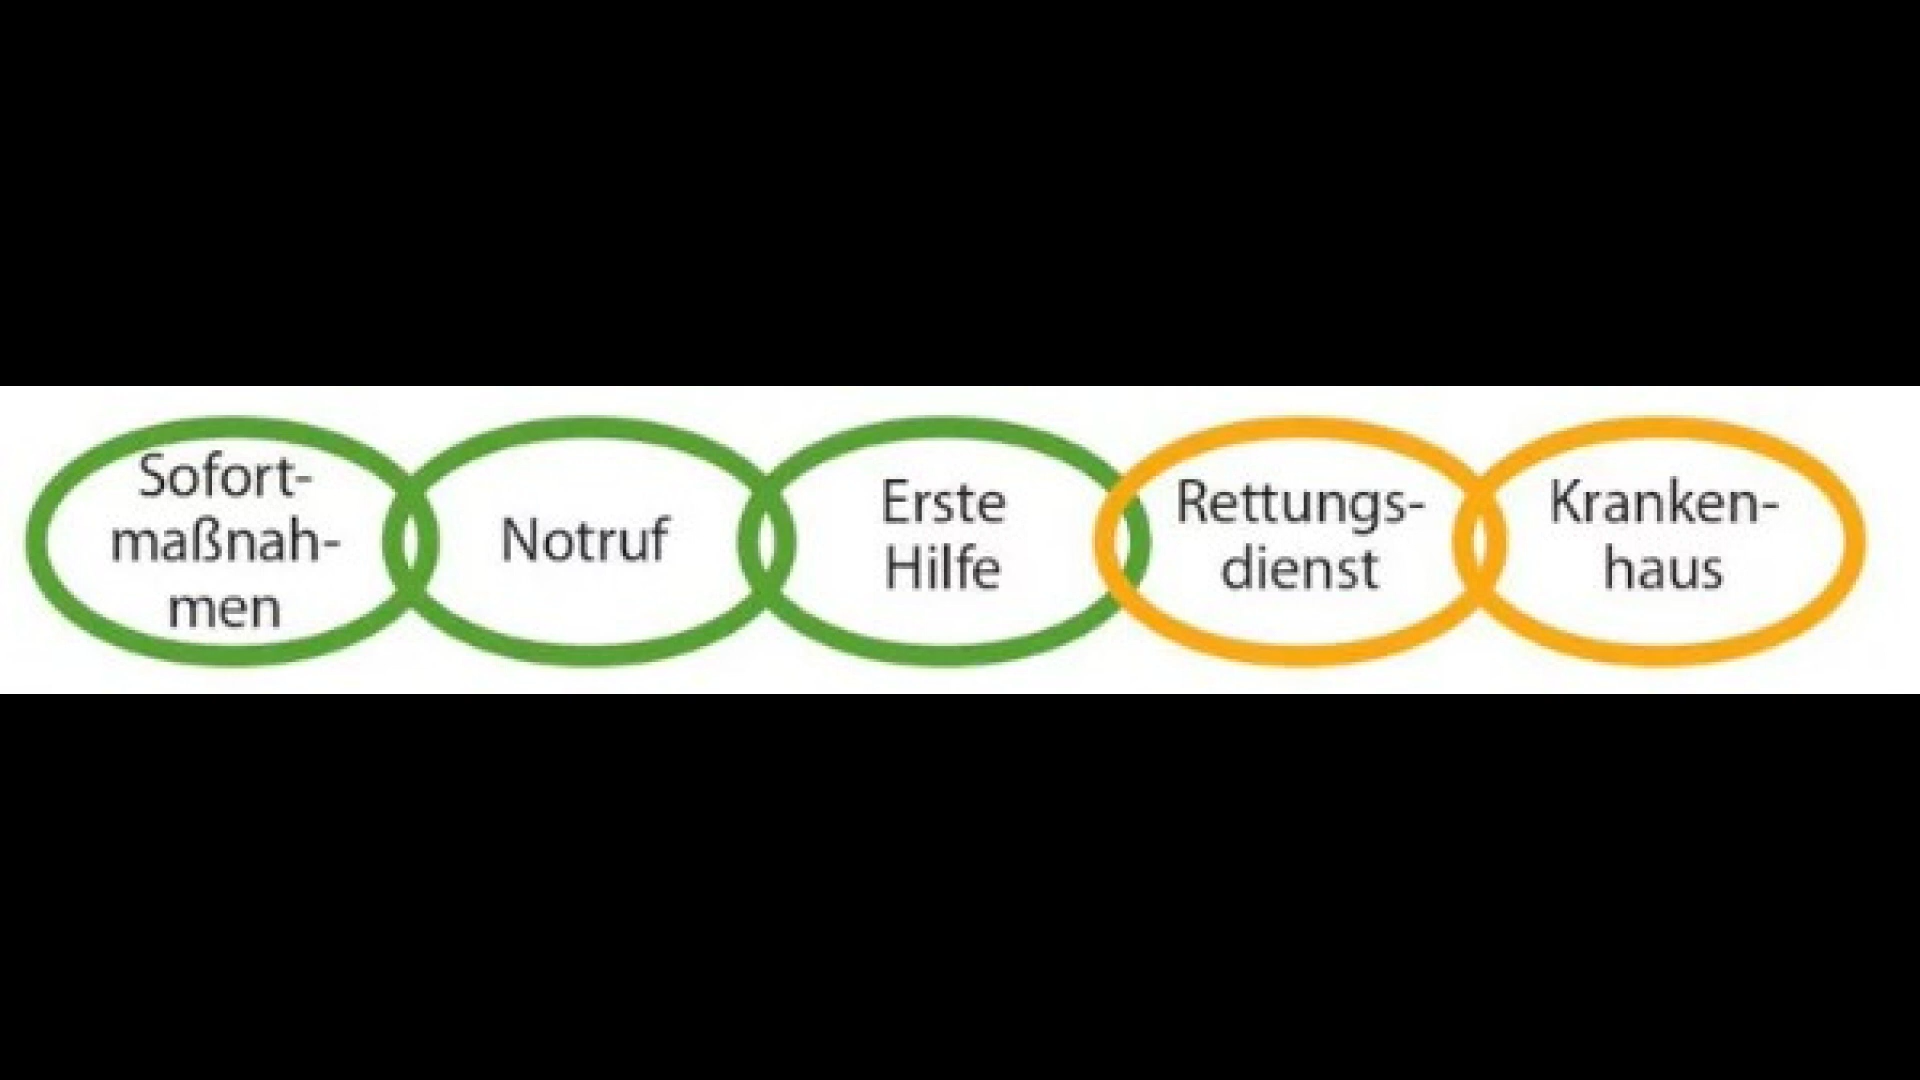 Sofort-
maßnah-
men
Notruf
Erste
Hilfe
Rettungs-
dienst
Kranken-
haus